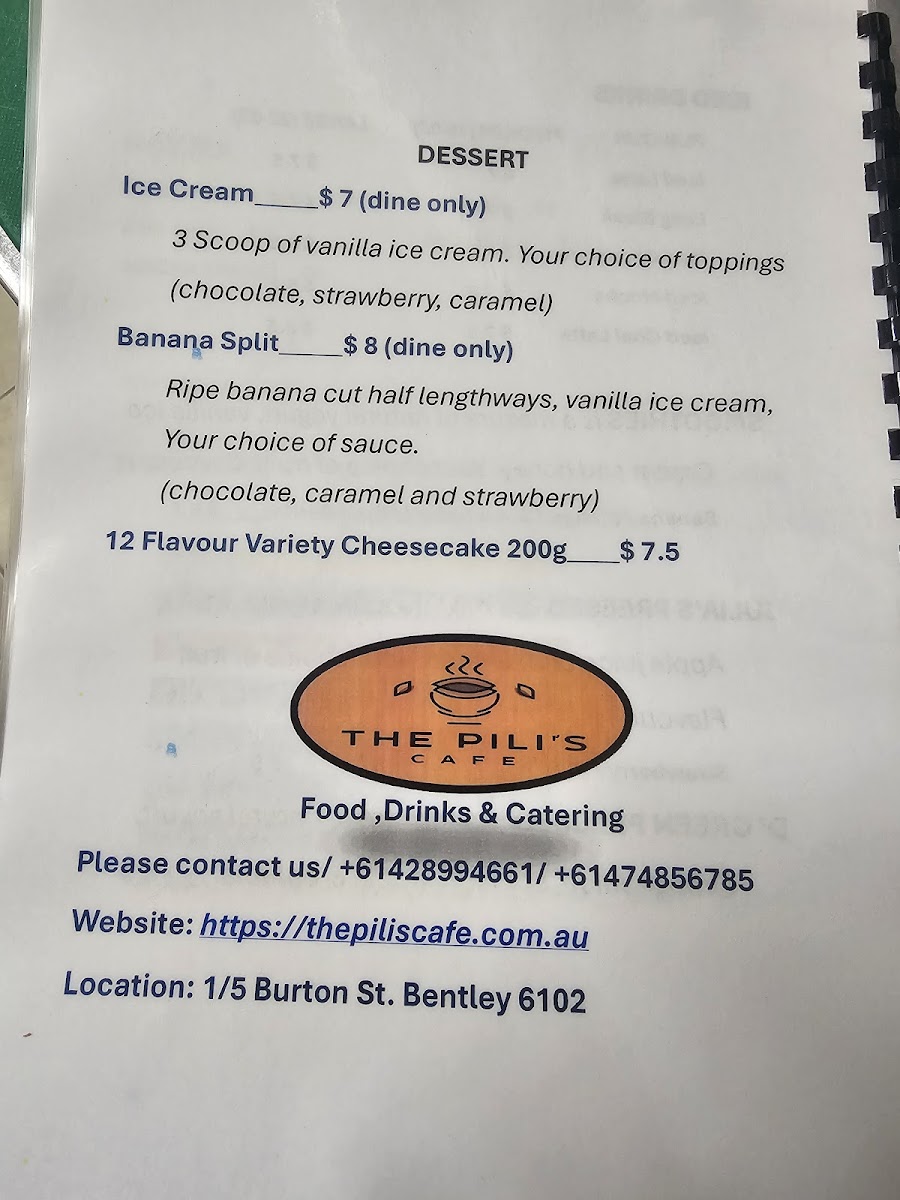 DESSERT
Ice Cream_____$ 7 (dine only)
3 Scoop of vanilla ice cream. Your choice of toppings
(chocolate, strawberry, caramel)
Banana Split_____$ 8 (dine only)
Ripe banana cut half lengthways, vanilla ice cream,
Your choice of sauce.
(chocolate, caramel and strawberry)
12 Flavour Variety Cheesecake 200g____$ 7.5
THE PILI'S
CAFE
Food ,Drinks & Catering
Please contact us/ +61428994661/ +61474856785
Website: https://thepiliscafe.com.au
Location: 1/5 Burton St. Bentley 6102